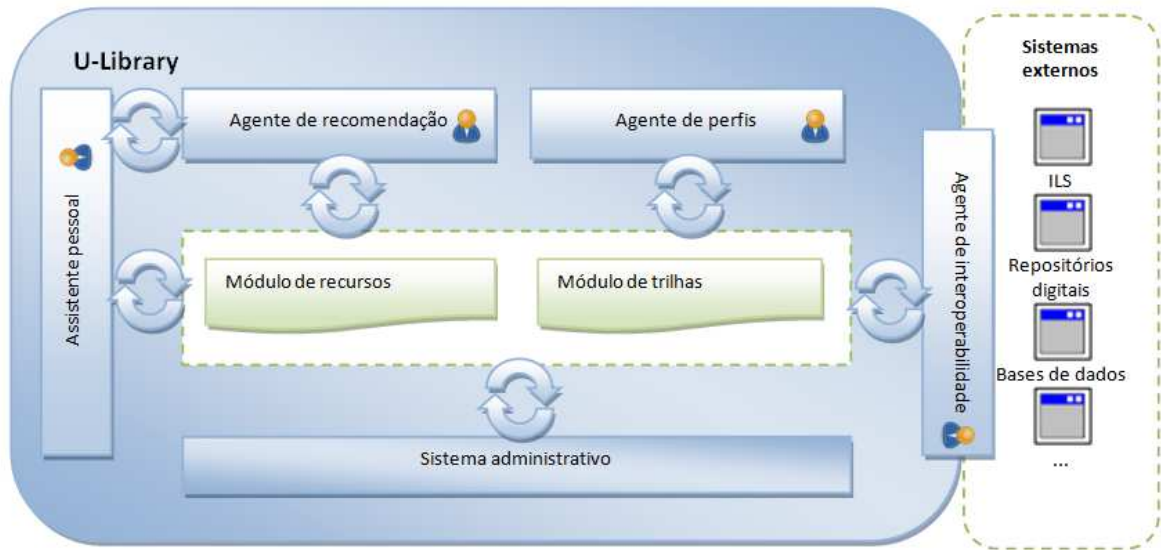 U-Library
Assistente pessoal
Agente de recomendação
Agente de perfis
Módulo de recursos
Módulo de trilhas
Sistema administrativo
Agente de interoperabilidade
Sistemas
externos
ILS
Repositórios
digitais
Bases de dados
...